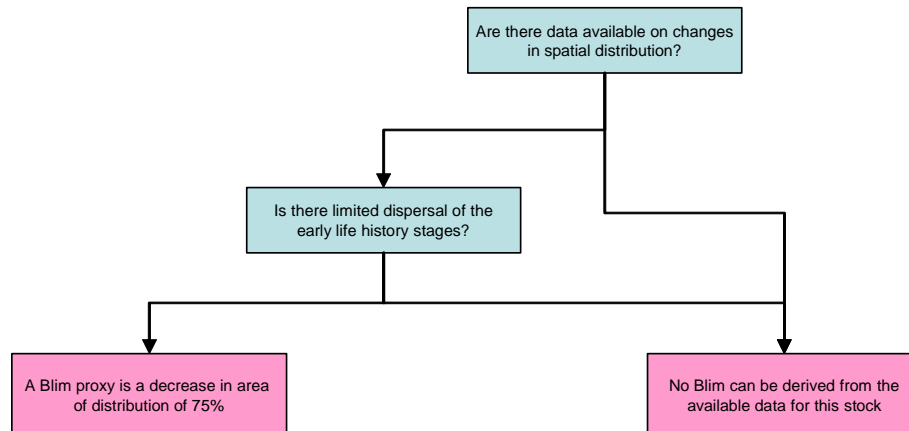 Are there data available on changes
in spatial distribution?
Is there limited dispersal of the
early life history stages?
A Blim proxy is a decrease in area
of distribution of 75%
No Blim can be derived from the
available data for this stock